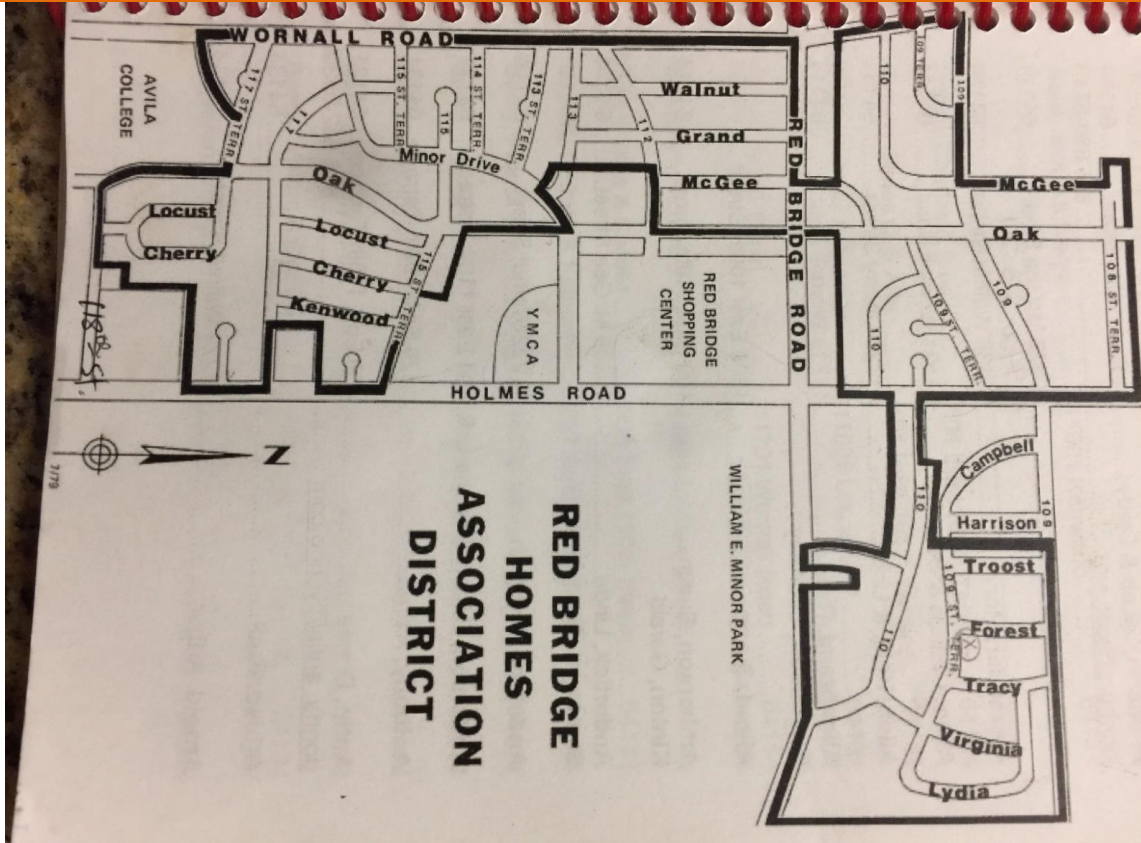 WORNALL ROAD
AVILA
COLLEGE
117 ST. TERR.
117
115 ST. TERR.
114 ST. TERR.
115
113 ST. TERR.
113
112
Walnut
Grand
McGee
Minor Drive
Oak
Locust
Cherry
Kenwood
Locust
Cherry
115 ST. TERR.
118th St.
RED BRIDGE ROAD
110
109 TERR.
109
McGee
Oak
108 ST. TERR.
109
109 ST. TERR.
110
RED BRIDGE
SHOPPING
CENTER
YMCA
HOLMES ROAD
N
7/79
RED BRIDGE
HOMES
ASSOCIATION
DISTRICT
WILLIAM E. MINOR PARK
Campbell
Harrison
109
110
Troost
109 ST. TERR.
Forest
X
Tracy
110
Virginia
Lydia